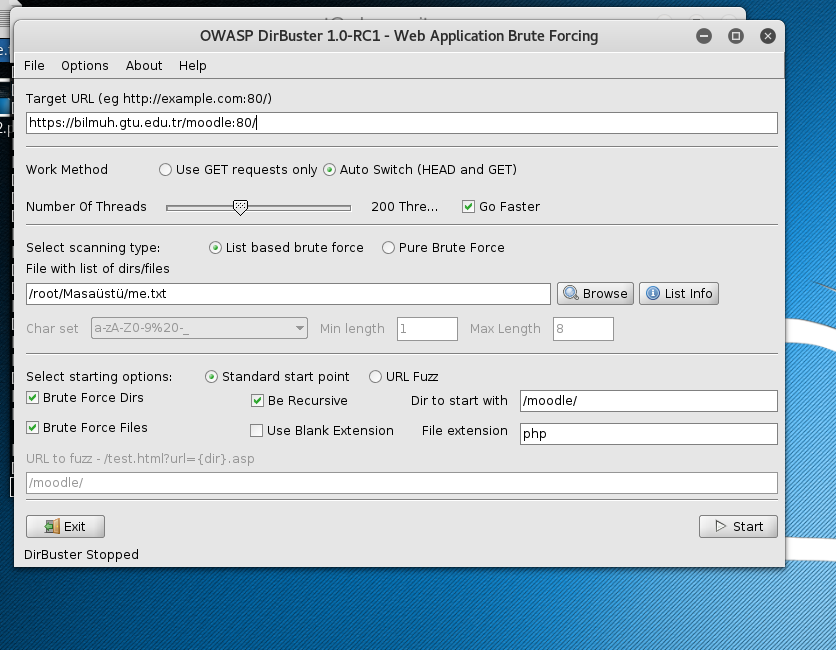 OWASP DirBuster 1.0-RC1 - Web Application Brute Forcing
File Options About Help
Target URL (eg http://example.com:80/)
https://bilmuh.gtu.edu.tr/moodle:80/
Work Method Use GET requests only Auto Switch (HEAD and GET)
Number Of Threads 200 Thre... Go Faster
Select scanning type: List based brute force Pure Brute Force
File with list of dirs/files
/root/Masaüstü/me.txt Browse List Info
Char set a-zA-Z0-9%20-_ Min length 1 Max Length 8
Select starting options: Standard start point URL Fuzz
Brute Force Dirs Be Recursive Dir to start with /moodle/
Brute Force Files Use Blank Extension File extension php
URL to fuzz - /test.html?url={dir}.asp
/moodle/
Exit Start
DirBuster Stopped